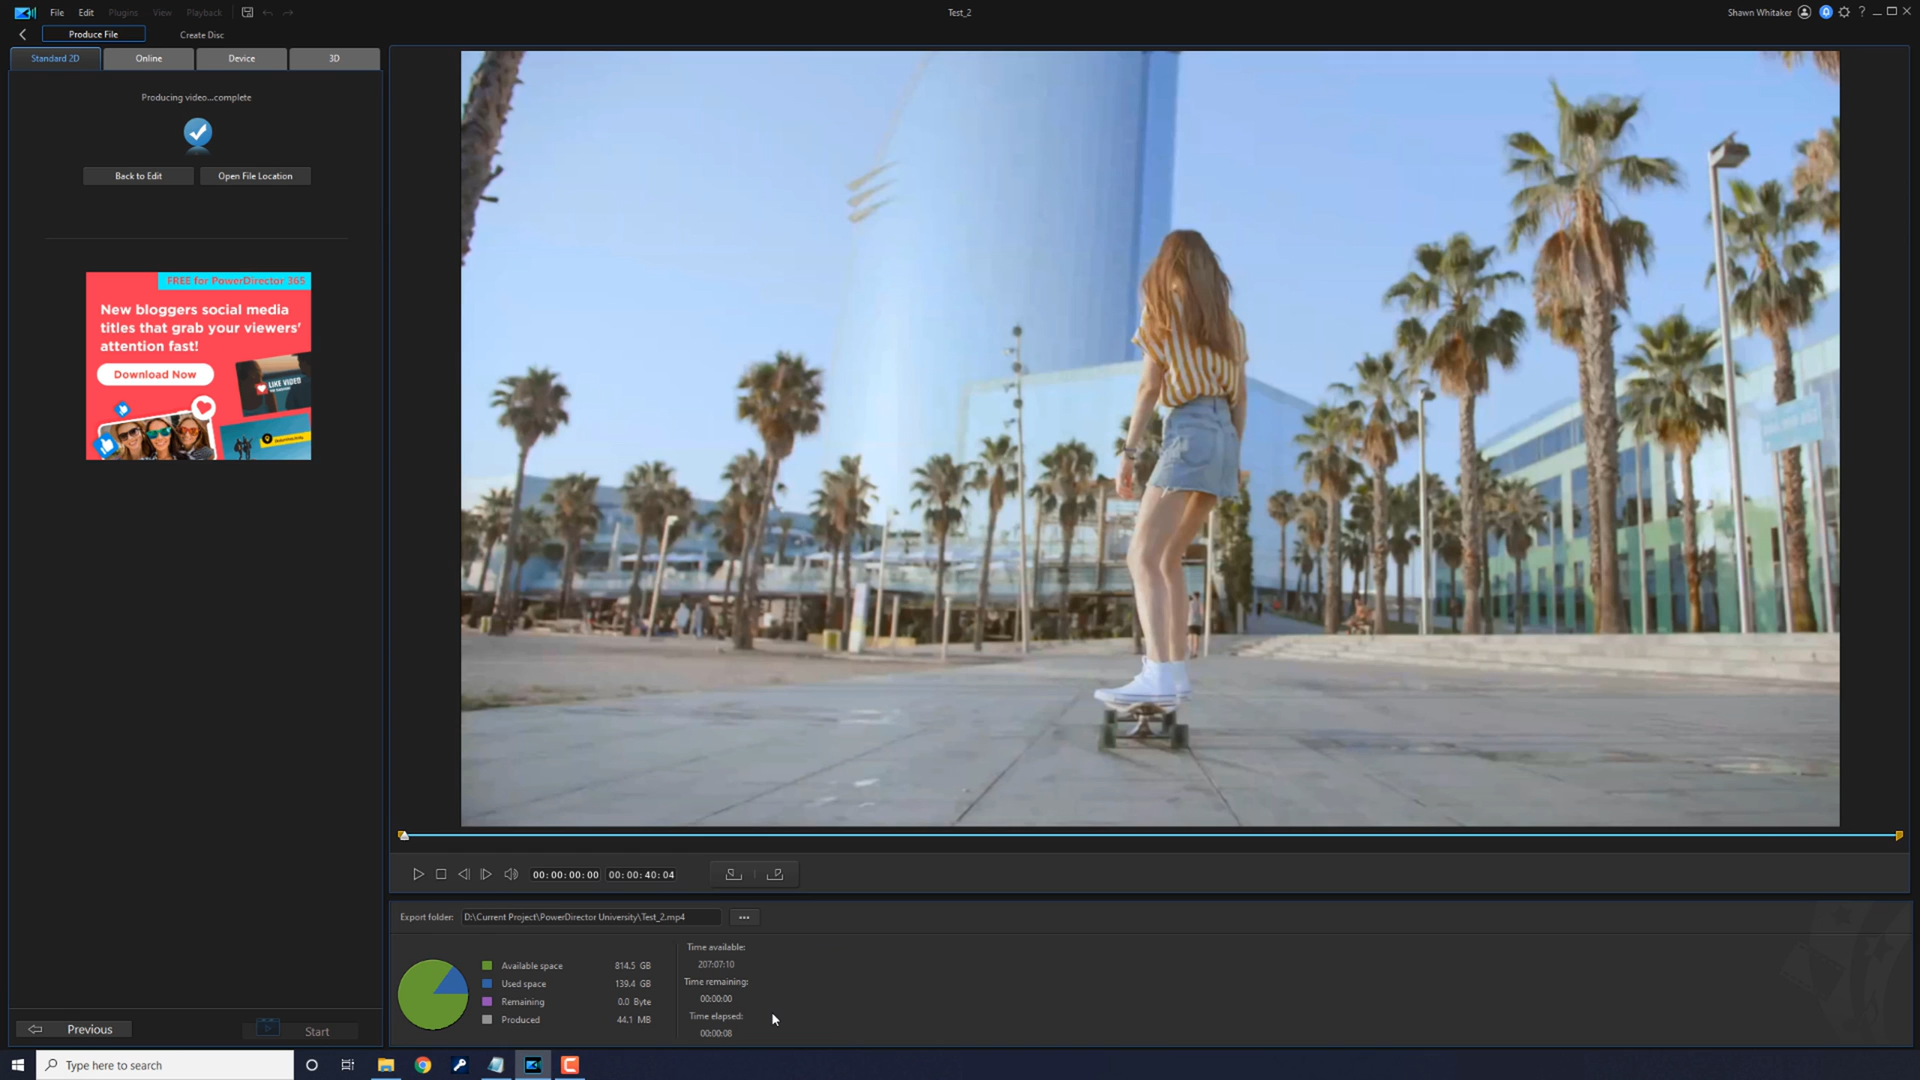 File Edit Plugins View Playback
Test_2
Shawn Whitaker
?
Produce File
Create Disc
Standard 2D
Online
Device
3D
Producing video...complete
Back to Edit
Open File Location
FREE for PowerDirector 365
New bloggers social media
titles that grab your viewers'
attention fast!
Download Now
LIKE VIDEO
00:00:00:00
00:00:40:04
Export folder:
D:\Current Project\PowerDirector University\Test_2.mp4
...
Available space 814.5 GB
Used space 139.4 GB
Remaining 0.0 Byte
Produced 44.1 MB
Time available:
207:07:10
Time remaining:
00:00:00
Time elapsed:
00:00:08
Previous
Start
Type here to search